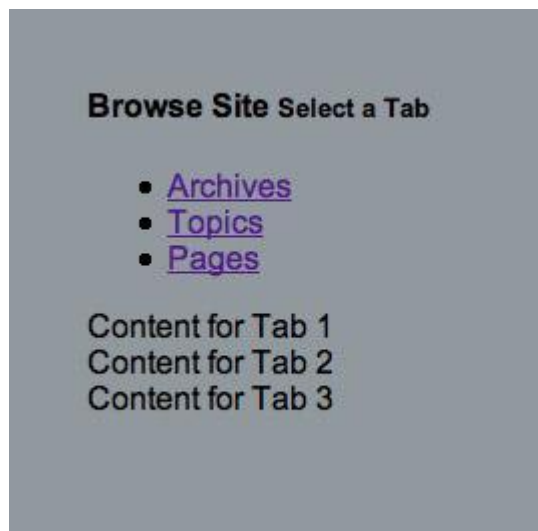 Browse Site Select a Tab
Archives
Topics
Pages
Content for Tab 1
Content for Tab 2
Content for Tab 3